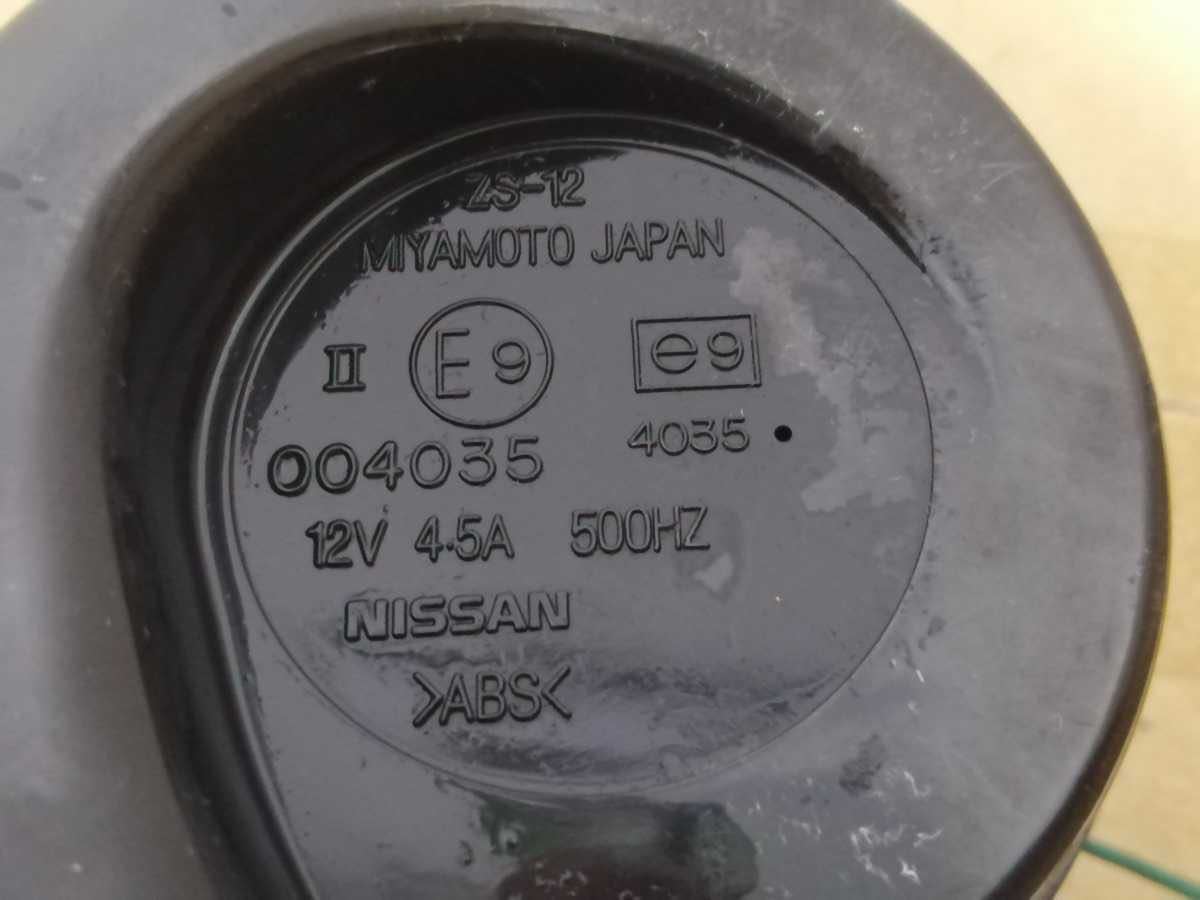 ZS-12
MIYAMOTO JAPAN
II E9 e9
004035 4035
12V 4.5A 500HZ
NISSAN
>ABS<